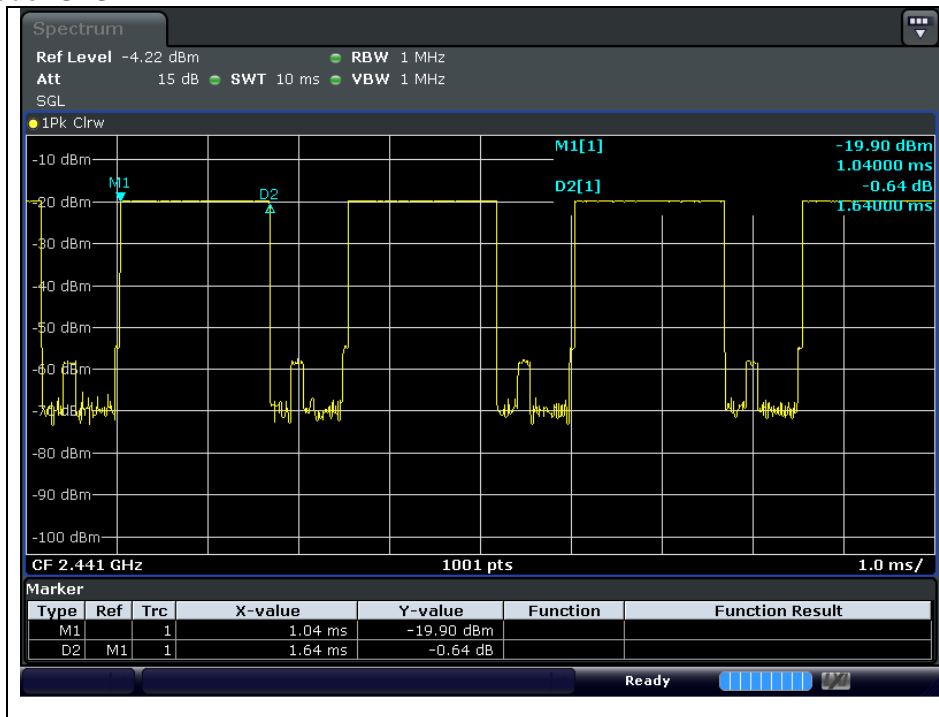 Spectrum
Ref Level -4.22 dBm RBW 1 MHz
Att 15 dB SWT 10 ms VBW 1 MHz
SGL
1Pk Clrw
M1[1] -19.90 dBm
1.04000 ms
D2[1] -0.64 dB
1.64000 ms
M1
D2
-10 dBm
-20 dBm
-30 dBm
-40 dBm
-50 dBm
-60 dBm
-70 dBm
-80 dBm
-90 dBm
-100 dBm
CF 2.441 GHz 1001 pts 1.0 ms/
Marker
Type Ref Trc X-value Y-value Function Function Result
M1 1 1.04 ms -19.90 dBm
D2 M1 1 1.64 ms -0.64 dB
Ready